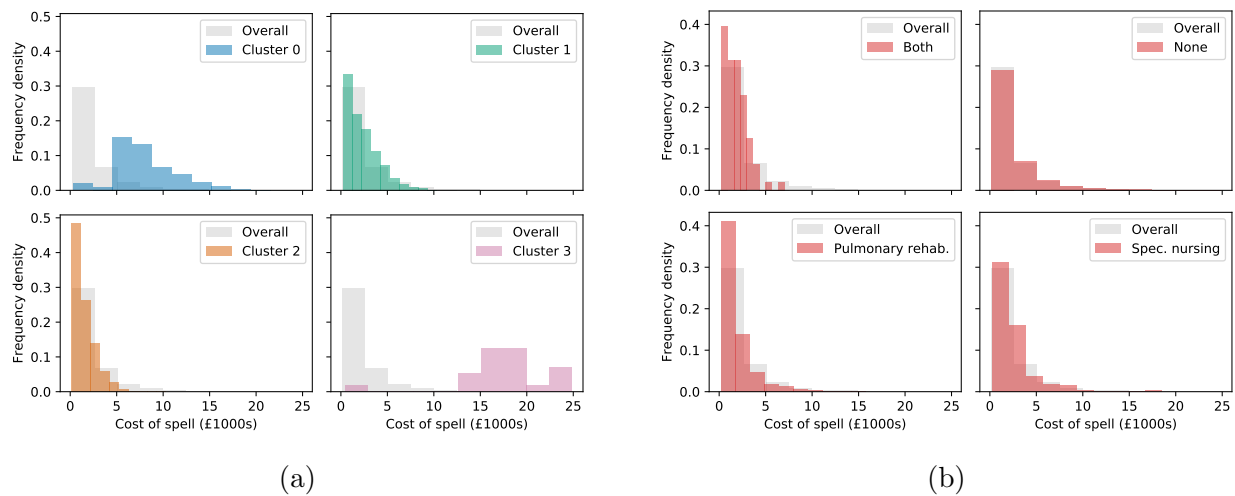 0.5
0.4
0.3
0.2
0.1
0.0
Frequency density
Overall
Cluster 0
Overall
Cluster 1
0.5
0.4
0.3
0.2
0.1
0.0
Frequency density
0 5 10 15 20 25
Cost of spell (£1000s)
Overall
Cluster 2
0 5 10 15 20 25
Cost of spell (£1000s)
Overall
Cluster 3
(a)
0.4
0.3
0.2
0.1
0.0
Frequency density
Overall
Both
Overall
None
0.4
0.3
0.2
0.1
0.0
Frequency density
0 5 10 15 20 25
Cost of spell (£1000s)
Overall
Pulmonary rehab.
0 5 10 15 20 25
Cost of spell (£1000s)
Overall
Spec. nursing
(b)